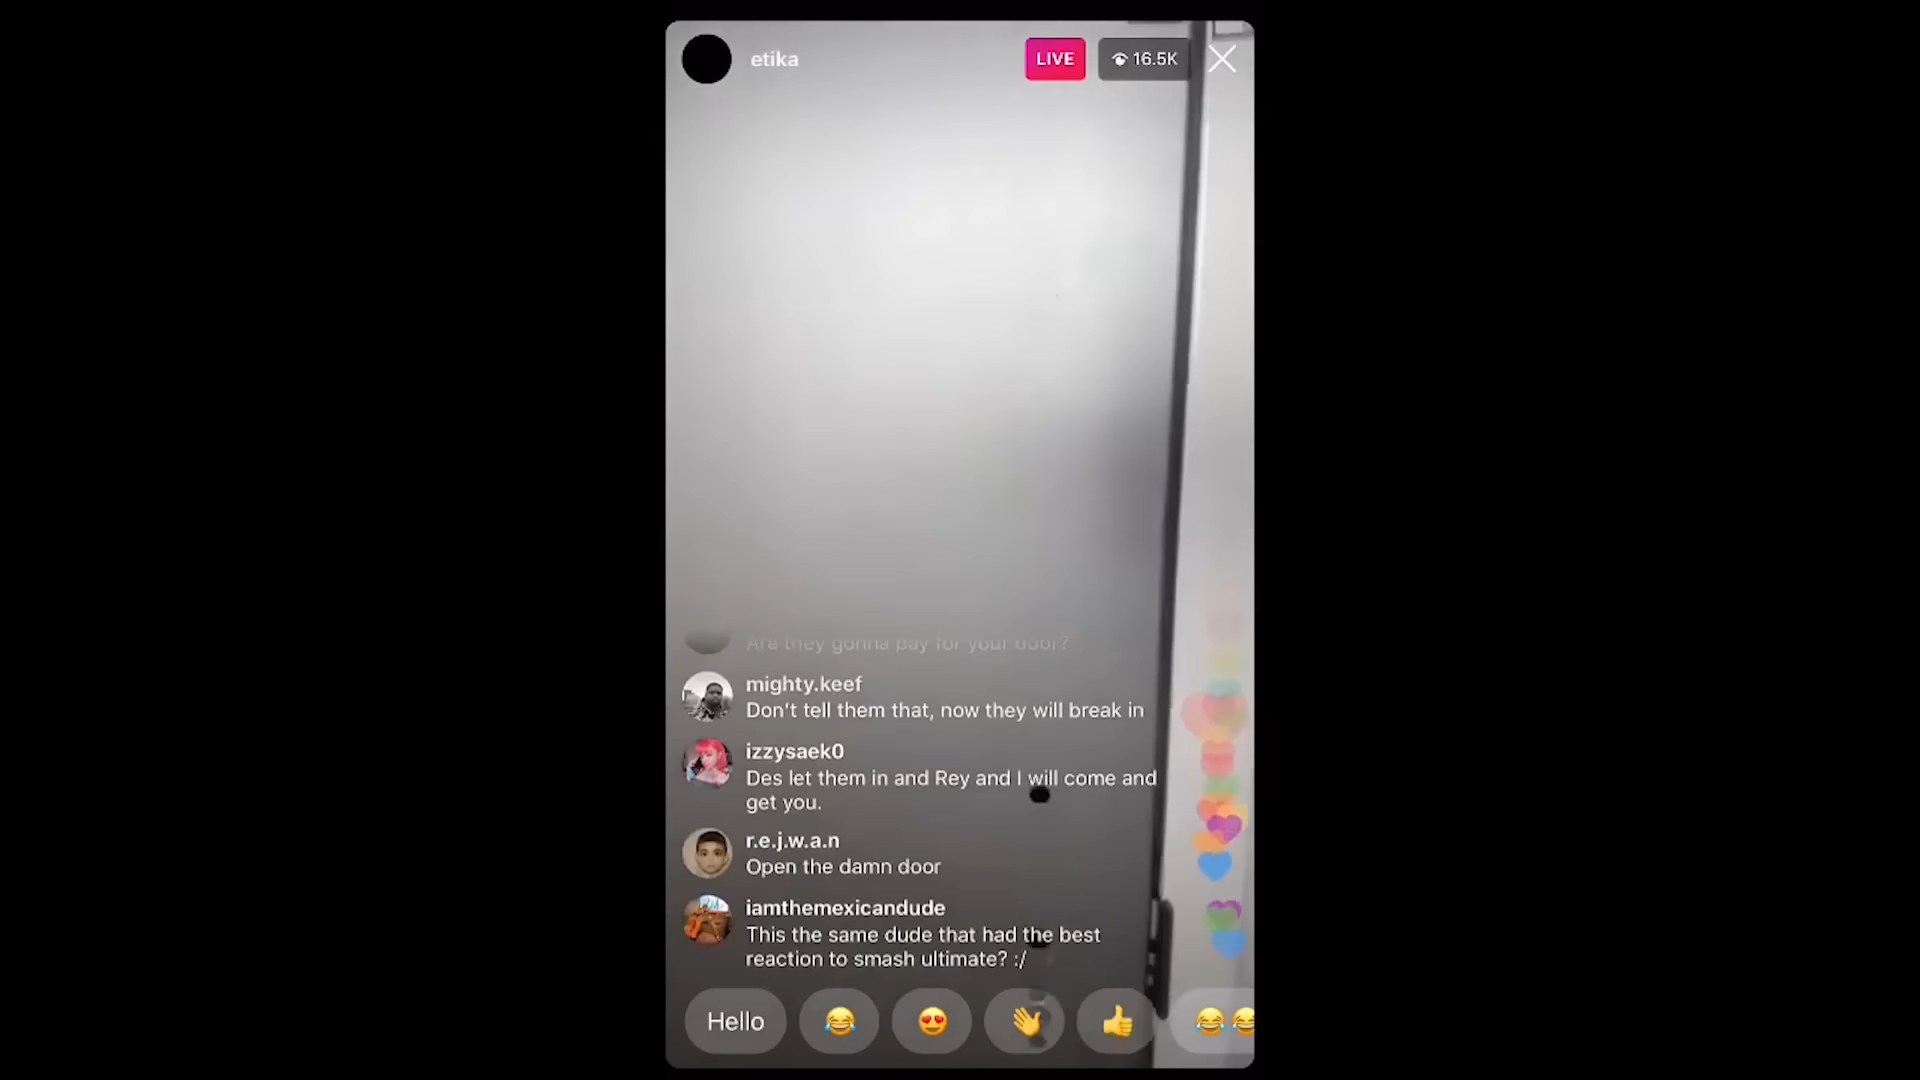 etika
LIVE
16.5K
Are they gonna pay for your door?
mighty.keef
Don't tell them that, now they will break in
izzysaek0
Des let them in and Rey and I will come and
get you.
r.e.j.w.a.n
Open the damn door
iamthemexicandude
This the same dude that had the best
reaction to smash ultimate? :/
Hello